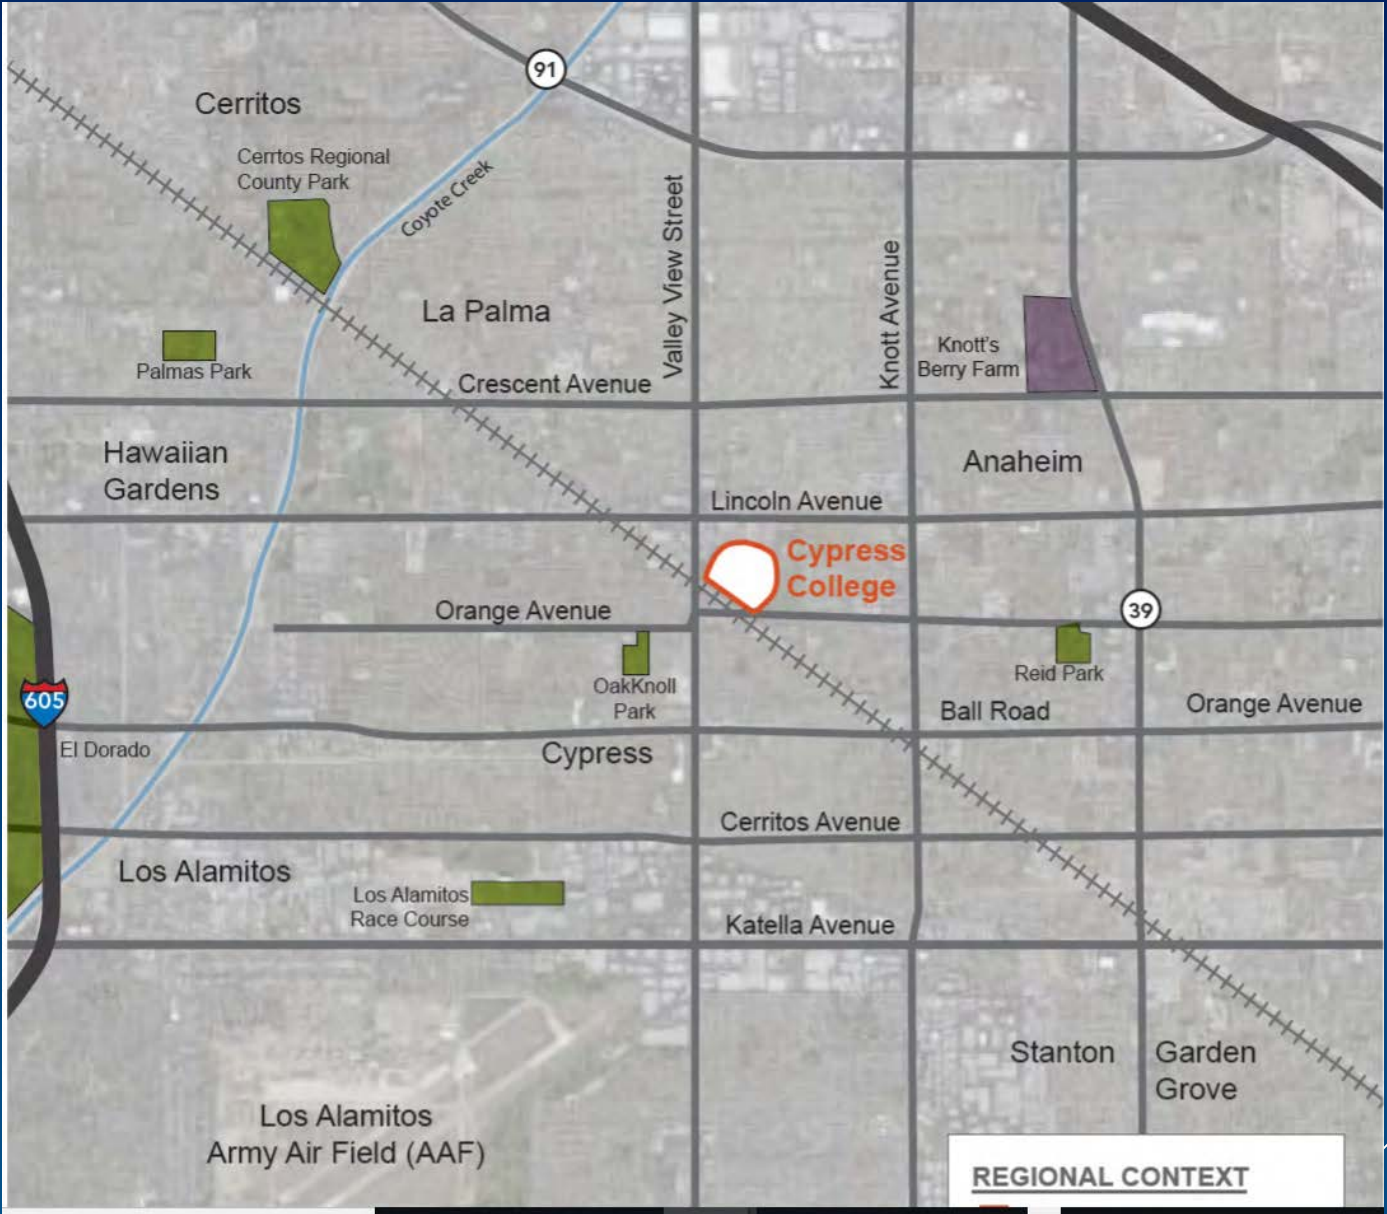 91
Cerritos
Cerrtos Regional
County Park
Coyote Creek
Valley View Street
Knott Avenue
La Palma
Knott's
Berry Farm
Palmas Park
Crescent Avenue
Hawaiian
Gardens
Anaheim
Lincoln Avenue
Cypress
College
Orange Avenue
39
OakKnoll
Park
Reid Park
605
Ball Road
Orange Avenue
El Dorado
Cypress
Cerritos Avenue
Los Alamitos
Los Alamitos
Race Course
Katella Avenue
Stanton
Garden
Grove
Los Alamitos
Army Air Field (AAF)
REGIONAL CONTEXT